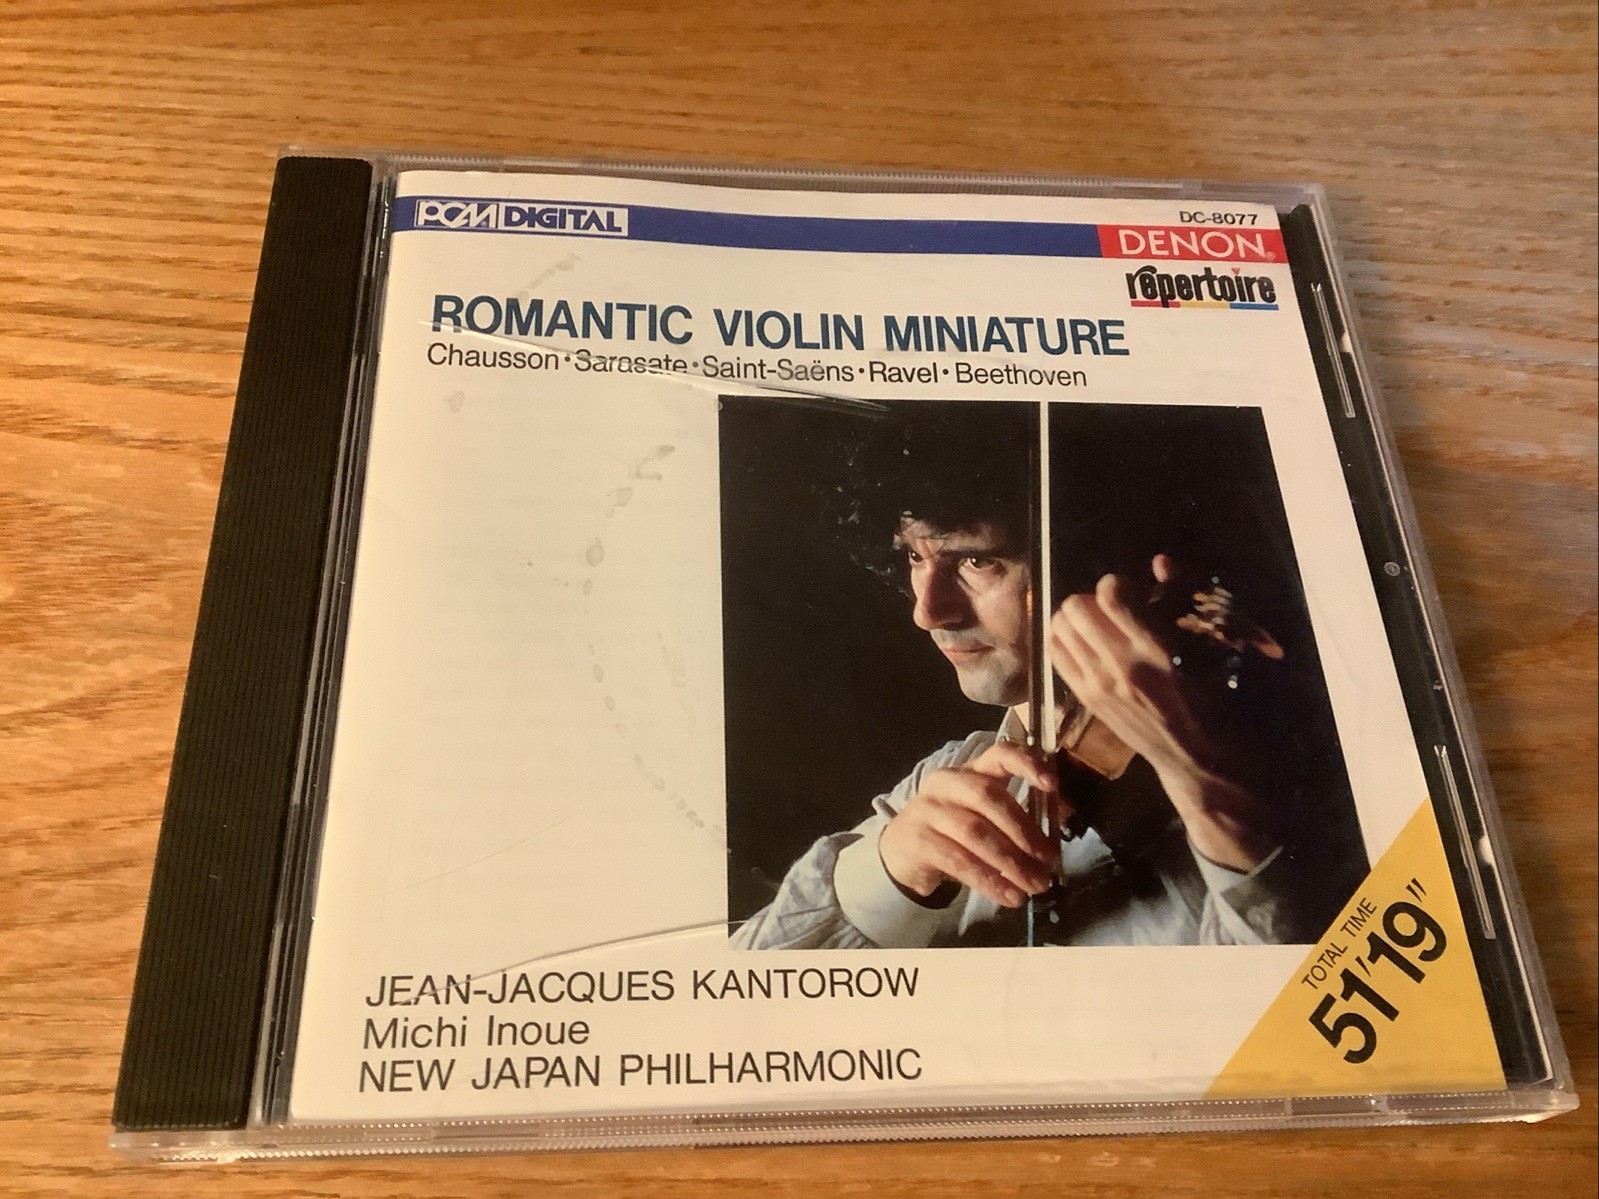 PCM DIGITAL
DC-8077
DENON®
répertoire
ROMANTIC VIOLIN MINIATURE
Chausson • Sarasate • Saint-Saëns • Ravel • Beethoven
TOTAL TIME
51'19"
JEAN-JACQUES KANTOROW
Michi Inoue
NEW JAPAN PHILHARMONIC